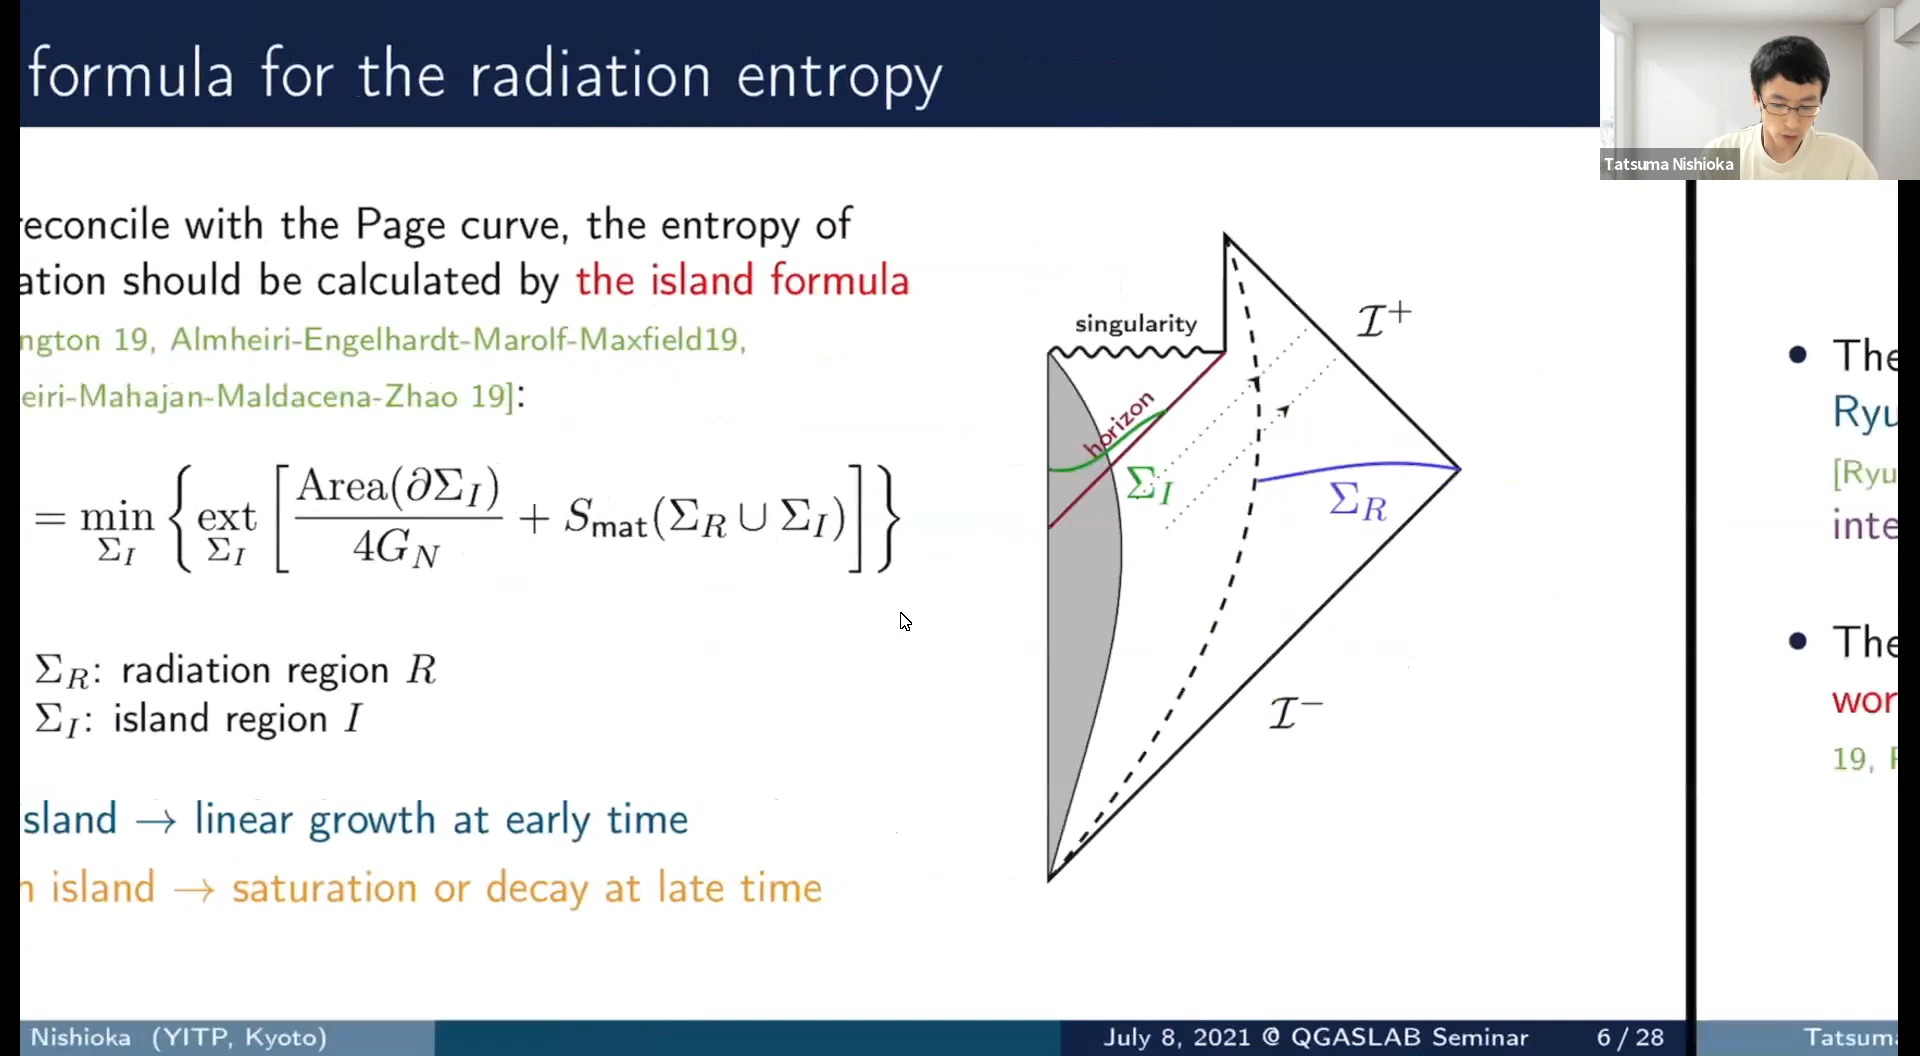 formula for the radiation entropy
Tatsuma Nishioka
reconcile with the Page curve, the entropy of
ation should be calculated by the island formula
ngton 19, Almheiri-Engelhardt-Marolf-Maxfield19,
eiri-Mahajan-Maldacena-Zhao 19]:
= min_{Σ_I} { ext_{Σ_I} [ Area(∂Σ_I) / 4G_N + S_mat(Σ_R ∪ Σ_I) ] }
Σ_R: radiation region R
Σ_I: island region I
sland → linear growth at early time
n island → saturation or decay at late time
singularity
horizon
Σ_I
Σ_R
ℐ⁺
ℐ⁻
• The
Ryu
[Ryu
inte
• The
wor
19,
Nishioka (YITP, Kyoto)
July 8, 2021 @ QGASLAB Seminar
6 / 28
Tatsuma